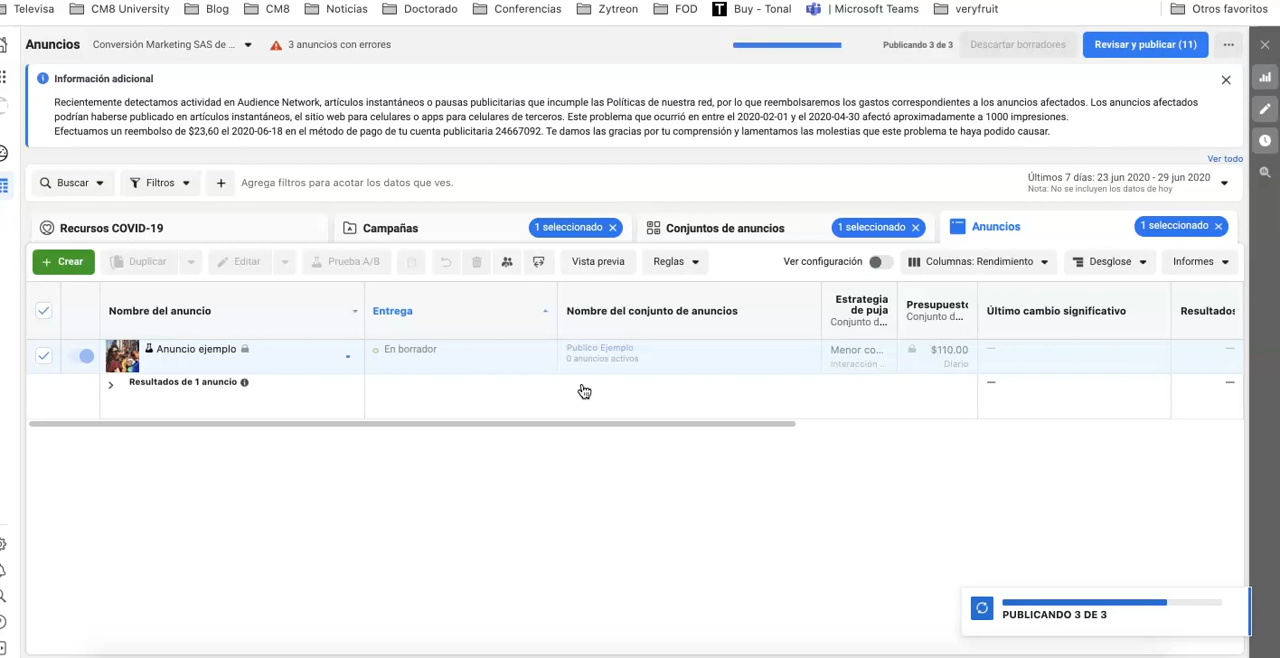 Televisa CM8 University Blog CM8 Noticias Doctorado Conferencias Zytreon FOD Buy - Tonal | Microsoft Teams veryfruit Otros favoritos
Anuncios Conversión Marketing SAS de ... 3 anuncios con errores Publicando 3 de 3 Descartar borradores Revisar y publicar (11)
Información adicional
Recientemente detectamos actividad en Audience Network, artículos instantáneos o pausas publicitarias que incumple las Políticas de nuestra red, por lo que reembolsaremos los gastos correspondientes a los anuncios afectados. Los anuncios afectados
podrían haberse publicado en artículos instantáneos, el sitio web para celulares o apps para celulares de terceros. Este problema que ocurrió en entre el 2020-02-01 y el 2020-04-30 afectó aproximadamente a 1000 impresiones.
Efectuamos un reembolso de $23,60 el 2020-06-18 en el método de pago de tu cuenta publicitaria 24667092. Te damos las gracias por tu comprensión y lamentamos las molestias que este problema te haya podido causar.
Ver todo
Buscar Filtros Agrega filtros para acotar los datos que ves. Últimos 7 días: 23 jun 2020 - 29 jun 2020
Nota: No se incluyen los datos de hoy
Recursos COVID-19 Campañas 1 seleccionado Conjuntos de anuncios 1 seleccionado Anuncios 1 seleccionado
+ Crear Duplicar Editar Prueba A/B Vista previa Reglas Ver configuración Columnas: Rendimiento Desglose Informes
Nombre del anuncio Entrega Nombre del conjunto de anuncios Estrategia de puja Conjunto d... Presupuesto Conjunto d... Último cambio significativo Resultados
Anuncio ejemplo En borrador Publico Ejemplo Menor co... $110.00 — —
0 anuncios activos Interacción ... Diario
Resultados de 1 anuncio — —
PUBLICANDO 3 DE 3